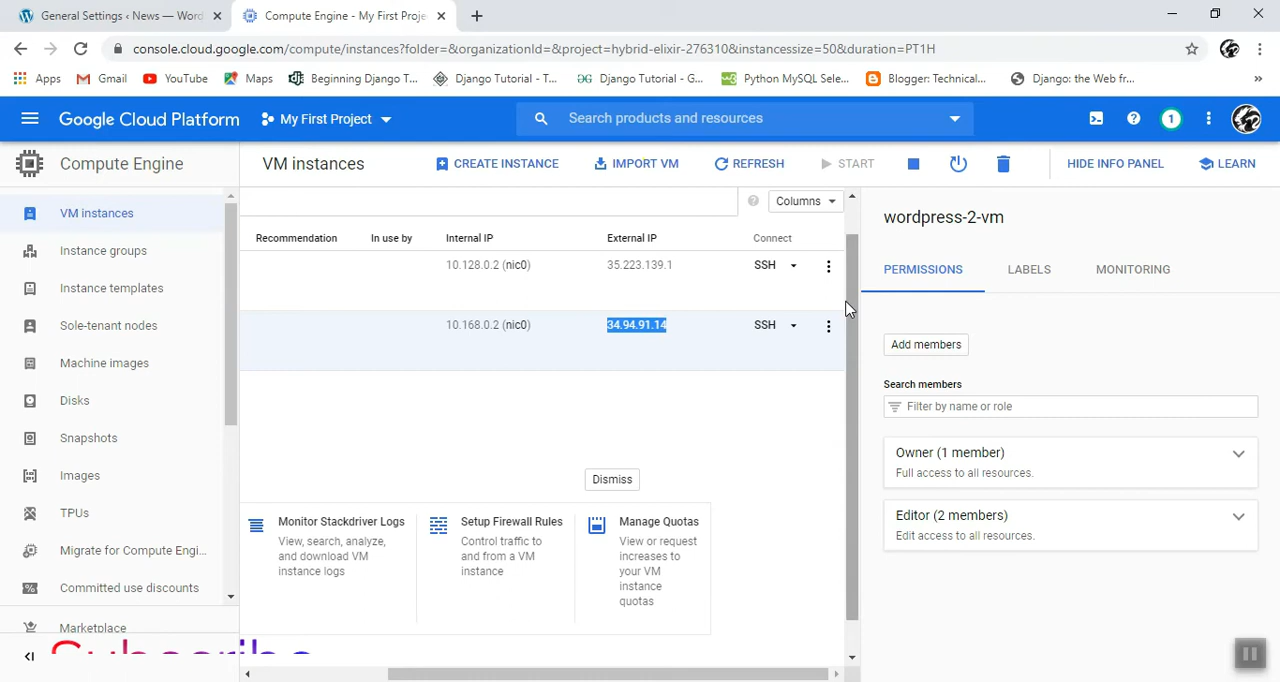 General Settings ‹ News — Word
Compute Engine - My First Proje
console.cloud.google.com/compute/instances?folder=&organizationId=&project=hybrid-elixir-276310&instancessize=50&duration=PT1H
Apps
Gmail
YouTube
Maps
Beginning Django T...
Django Tutorial - T...
Django Tutorial - G...
Python MySQL Sele...
Blogger: Technical...
Django: the Web fr...
»
Google Cloud Platform
My First Project
Search products and resources
1
Compute Engine
VM instances
CREATE INSTANCE
IMPORT VM
REFRESH
START
HIDE INFO PANEL
LEARN
VM instances
Instance groups
Instance templates
Sole-tenant nodes
Machine images
Disks
Snapshots
Images
TPUs
Migrate for Compute Engi...
Committed use discounts
Marketplace
Columns
Recommendation In use by Internal IP External IP Connect
10.128.0.2 (nic0) 35.223.139.1 SSH
10.168.0.2 (nic0) 34.94.91.14 SSH
Dismiss
Monitor Stackdriver Logs
View, search, analyze,
and download VM
instance logs
Setup Firewall Rules
Control traffic to
and from a VM
instance
Manage Quotas
View or request
increases to
your VM
instance
quotas
wordpress-2-vm
PERMISSIONS LABELS MONITORING
Add members
Search members
Filter by name or role
Owner (1 member)
Full access to all resources.
Editor (2 members)
Edit access to all resources.
Subscribe